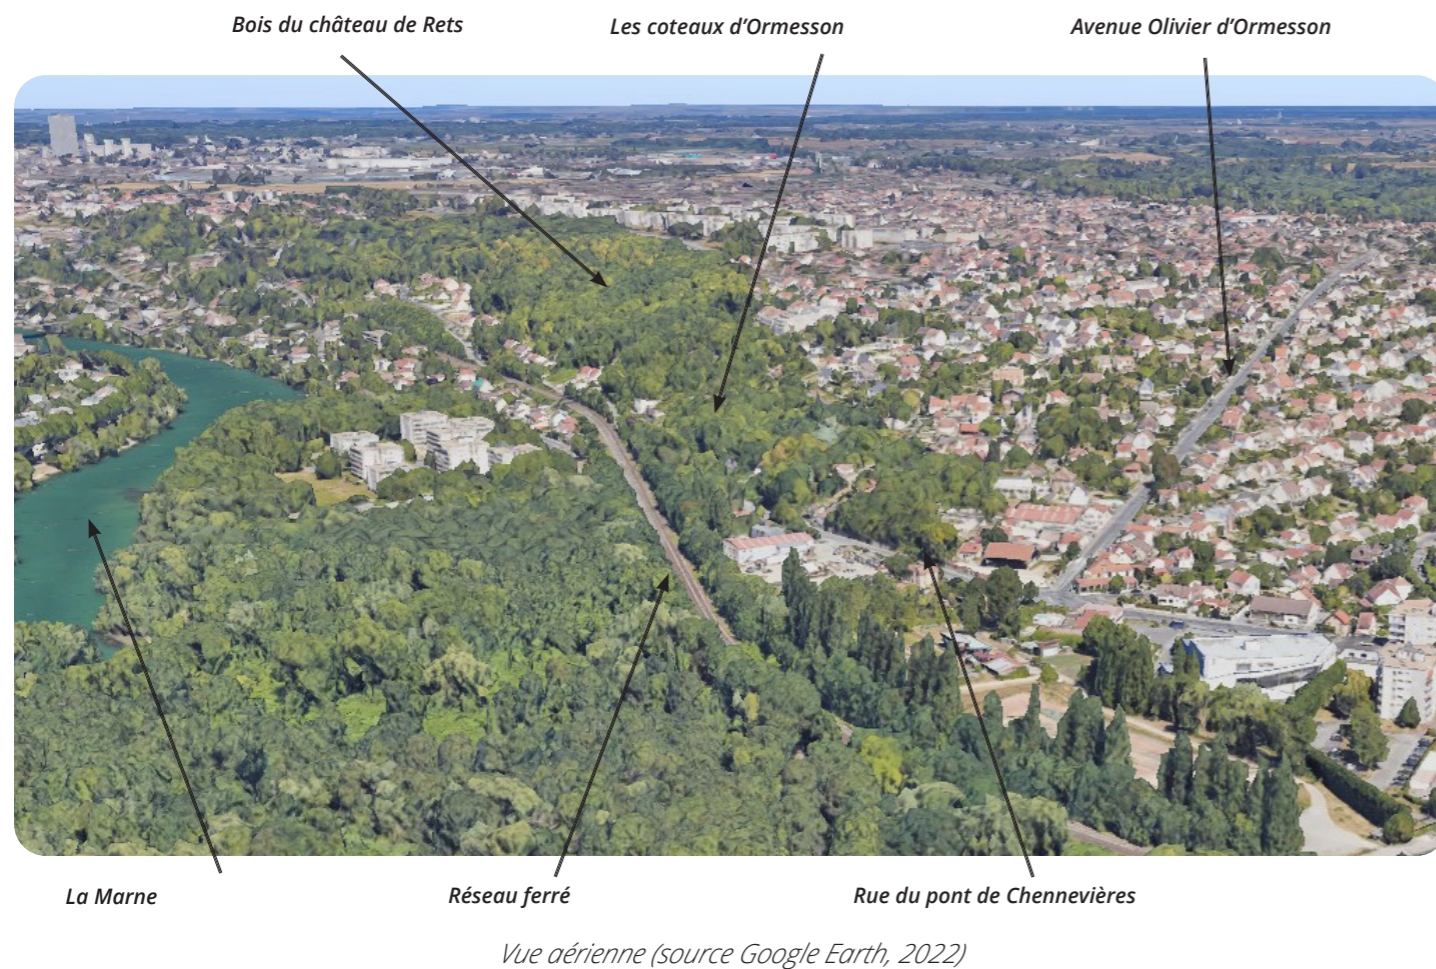 Bois du château de Rets
Les coteaux d'Ormesson
Avenue Olivier d'Ormesson
La Marne
Réseau ferré
Rue du pont de Chennevières
Vue aérienne (source Google Earth, 2022)